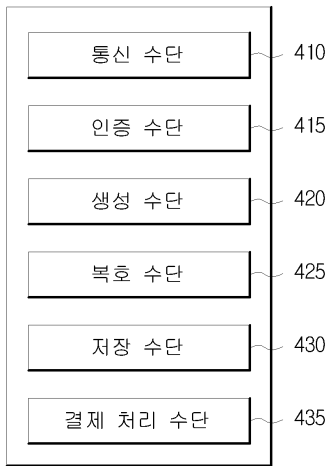 통신 수단 410
인증 수단 415
생성 수단 420
복호 수단 425
저장 수단 430
결제 처리 수단 435